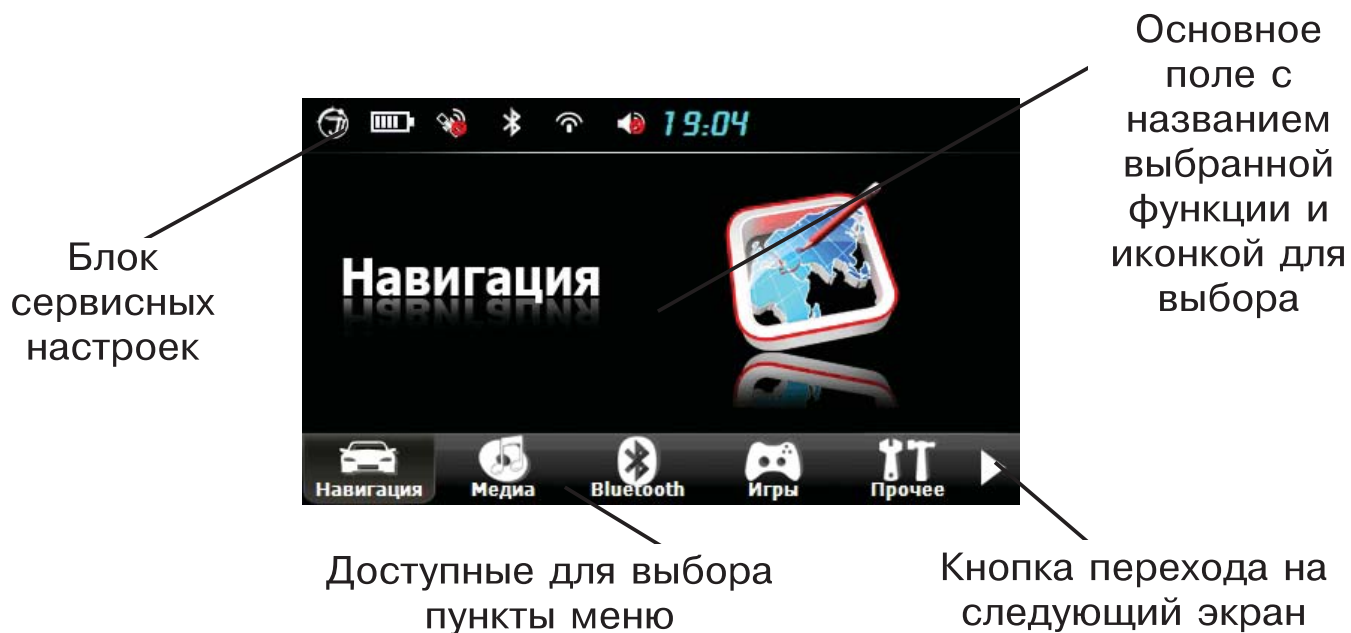 Основное
поле с
названием
выбранной
функции и
иконкой для
выбора
19:04
Блок
сервисных
настроек
Навигация
Навигация
Медиа
Bluetooth
Игры
Прочее
Доступные для выбора
пункты меню
Кнопка перехода на
следующий экран